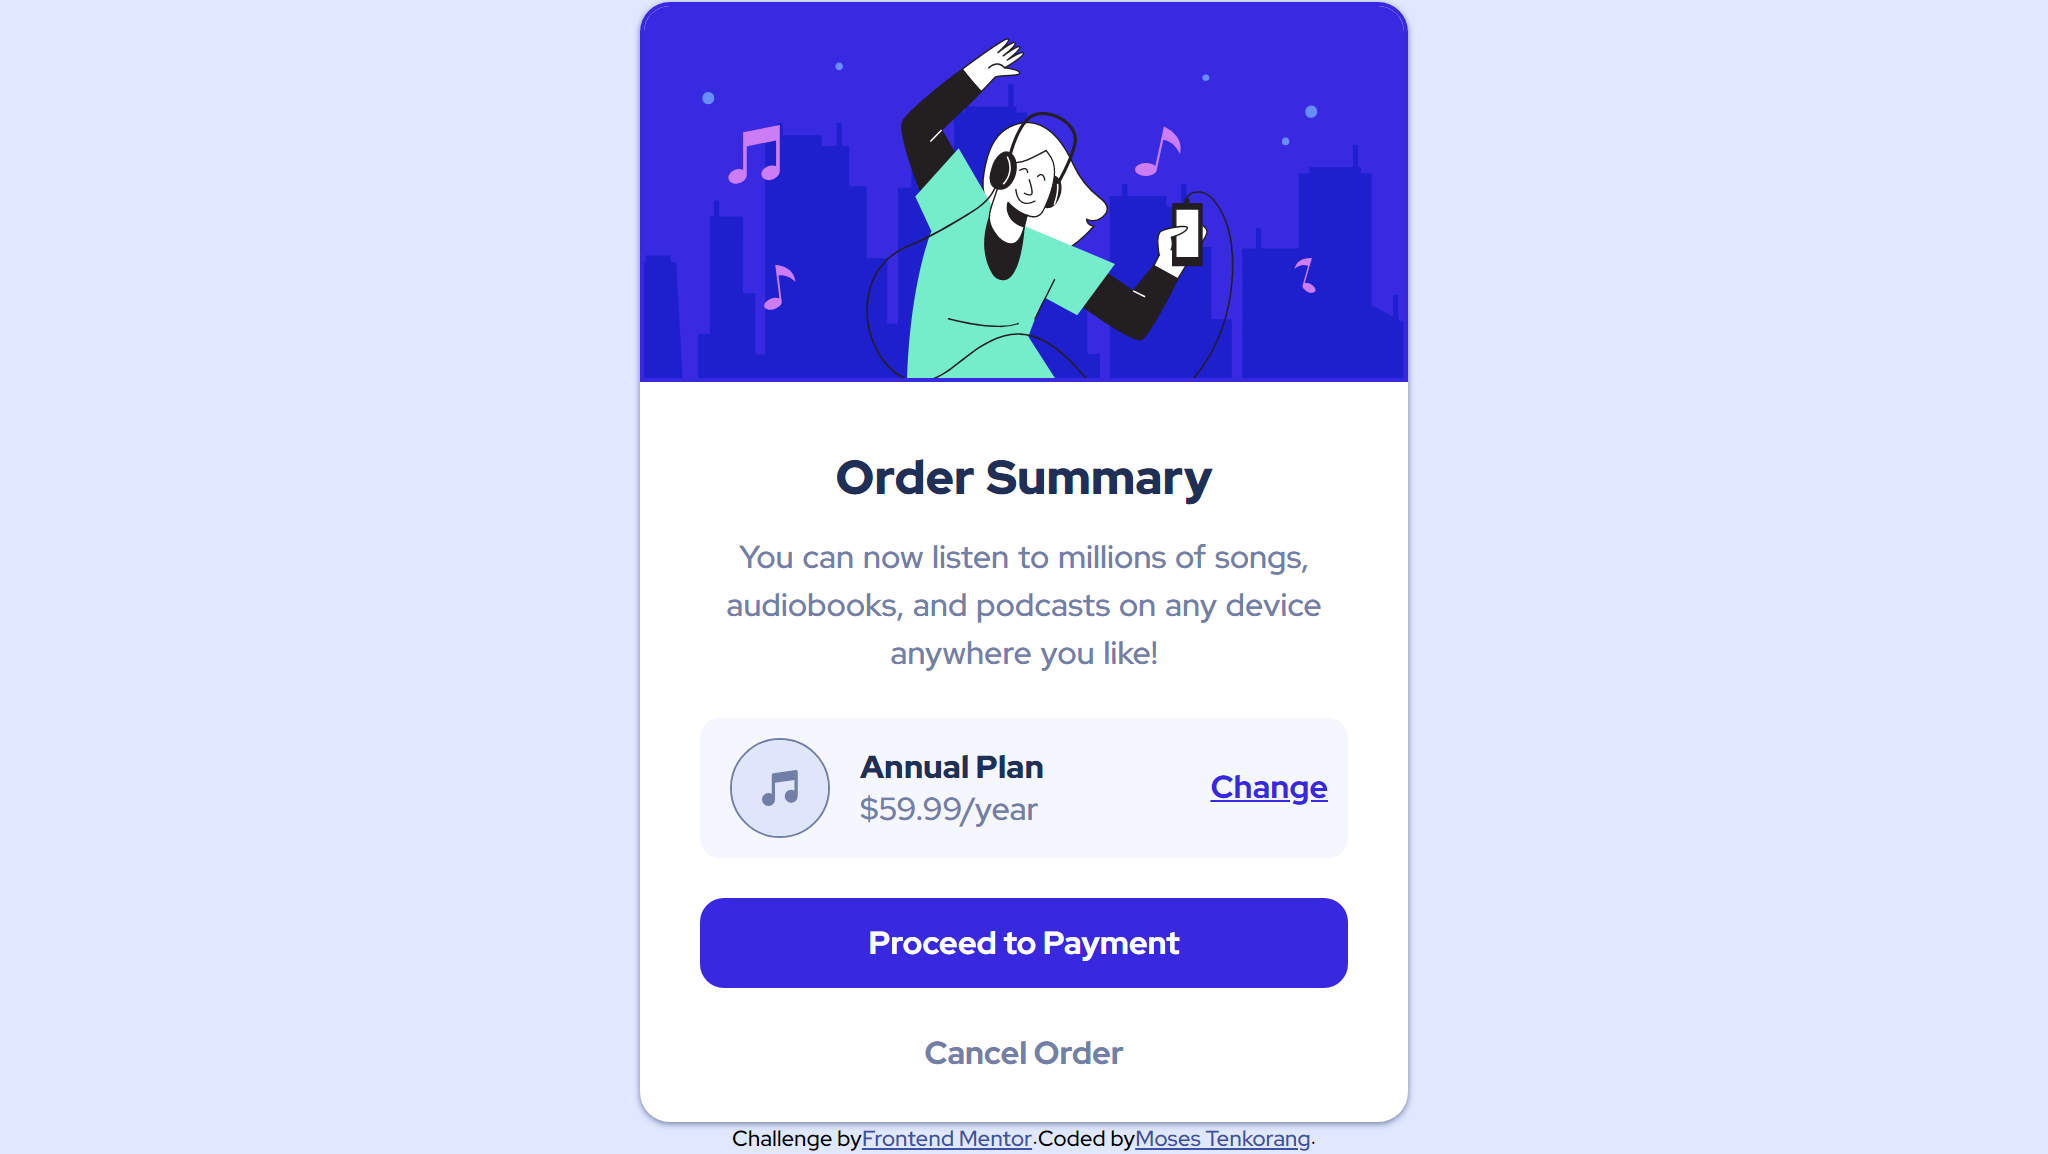 Order Summary
You can now listen to millions of songs,
audiobooks, and podcasts on any device
anywhere you like!
Annual Plan
$59.99/year
Change
Proceed to Payment
Cancel Order
Challenge byFrontend Mentor.Coded byMoses Tenkorang.